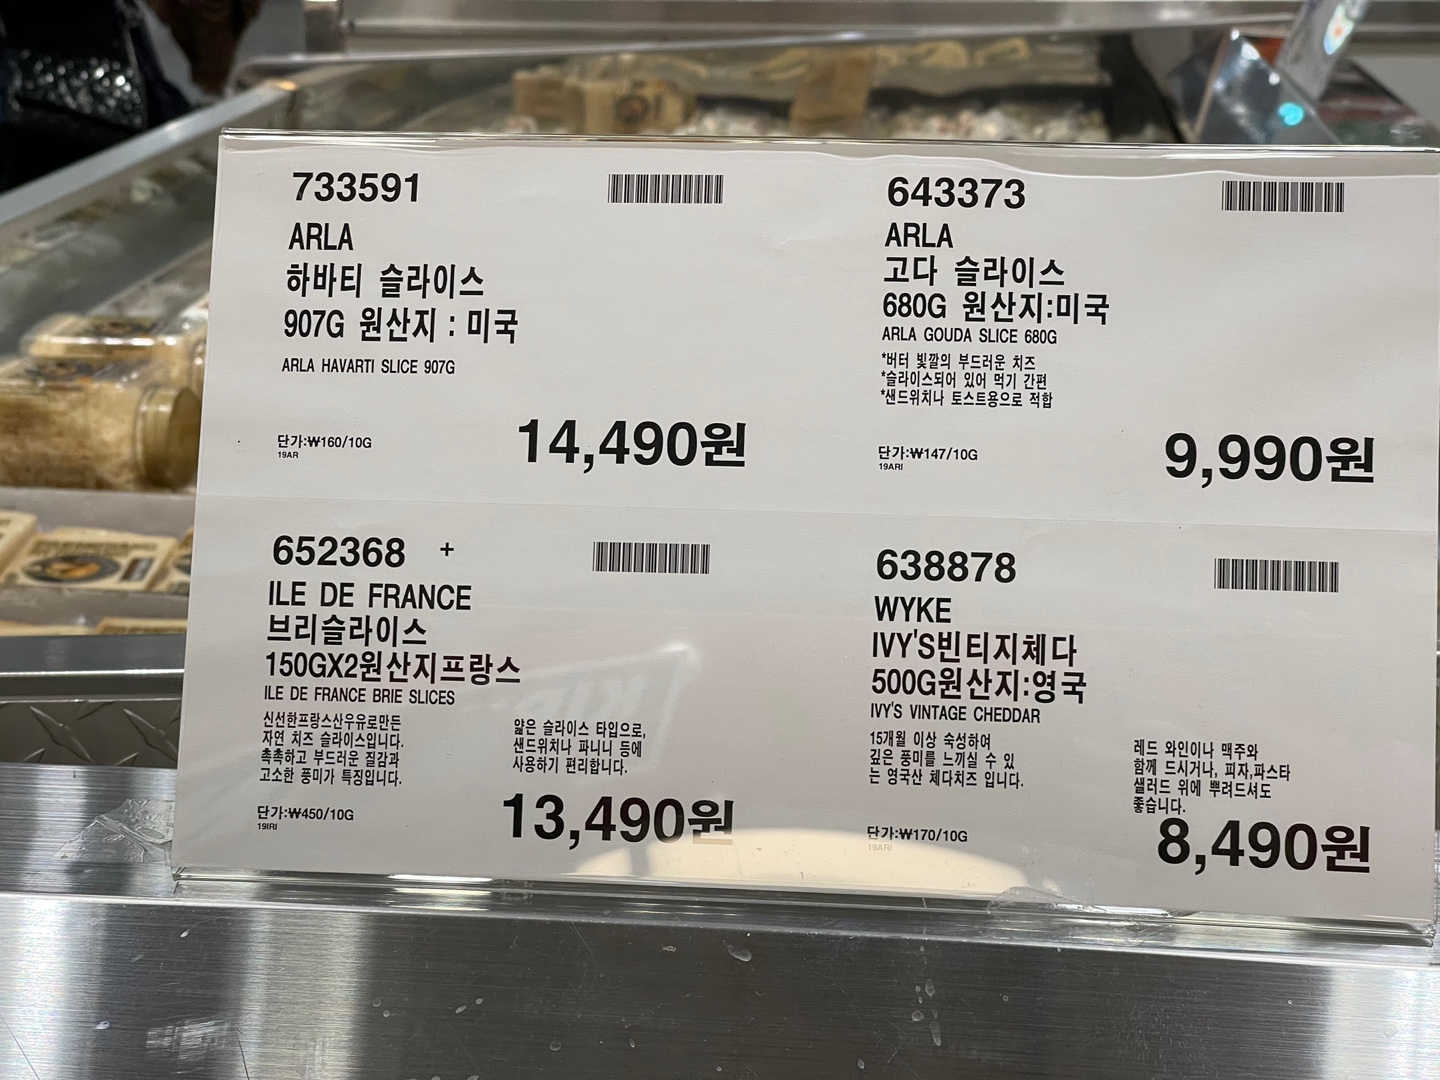 733591
ARLA
하바티 슬라이스
907G 원산지 : 미국
ARLA HAVARTI SLICE 907G
단가:₩160/10G
19AR
14,490원
643373
ARLA
고다 슬라이스
680G 원산지:미국
ARLA GOUDA SLICE 680G
*버터 빛깔의 부드러운 치즈
*슬라이스되어 있어 먹기 간편
*샌드위치나 토스트용으로 적합
단가:₩147/10G
19ARI
9,990원
652368 +
ILE DE FRANCE
브리슬라이스
150GX2원산지프랑스
ILE DE FRANCE BRIE SLICES
신선한프랑스산우유로만든
자연 치즈 슬라이스입니다.
촉촉하고 부드러운 질감과
고소한 풍미가 특징입니다.
얇은 슬라이스 타입으로,
샌드위치나 파니니 등에
사용하기 편리합니다.
단가:₩450/10G
19IRI
13,490원
638878
WYKE
IVY'S빈티지체다
500G원산지:영국
IVY'S VINTAGE CHEDDAR
15개월 이상 숙성하여
깊은 풍미를 느끼실 수 있
는 영국산 체다치즈 입니다.
레드 와인이나 맥주와
함께 드시거나, 피자,파스타
샐러드 위에 뿌려드셔도
좋습니다.
단가:₩170/10G
19ARI
8,490원